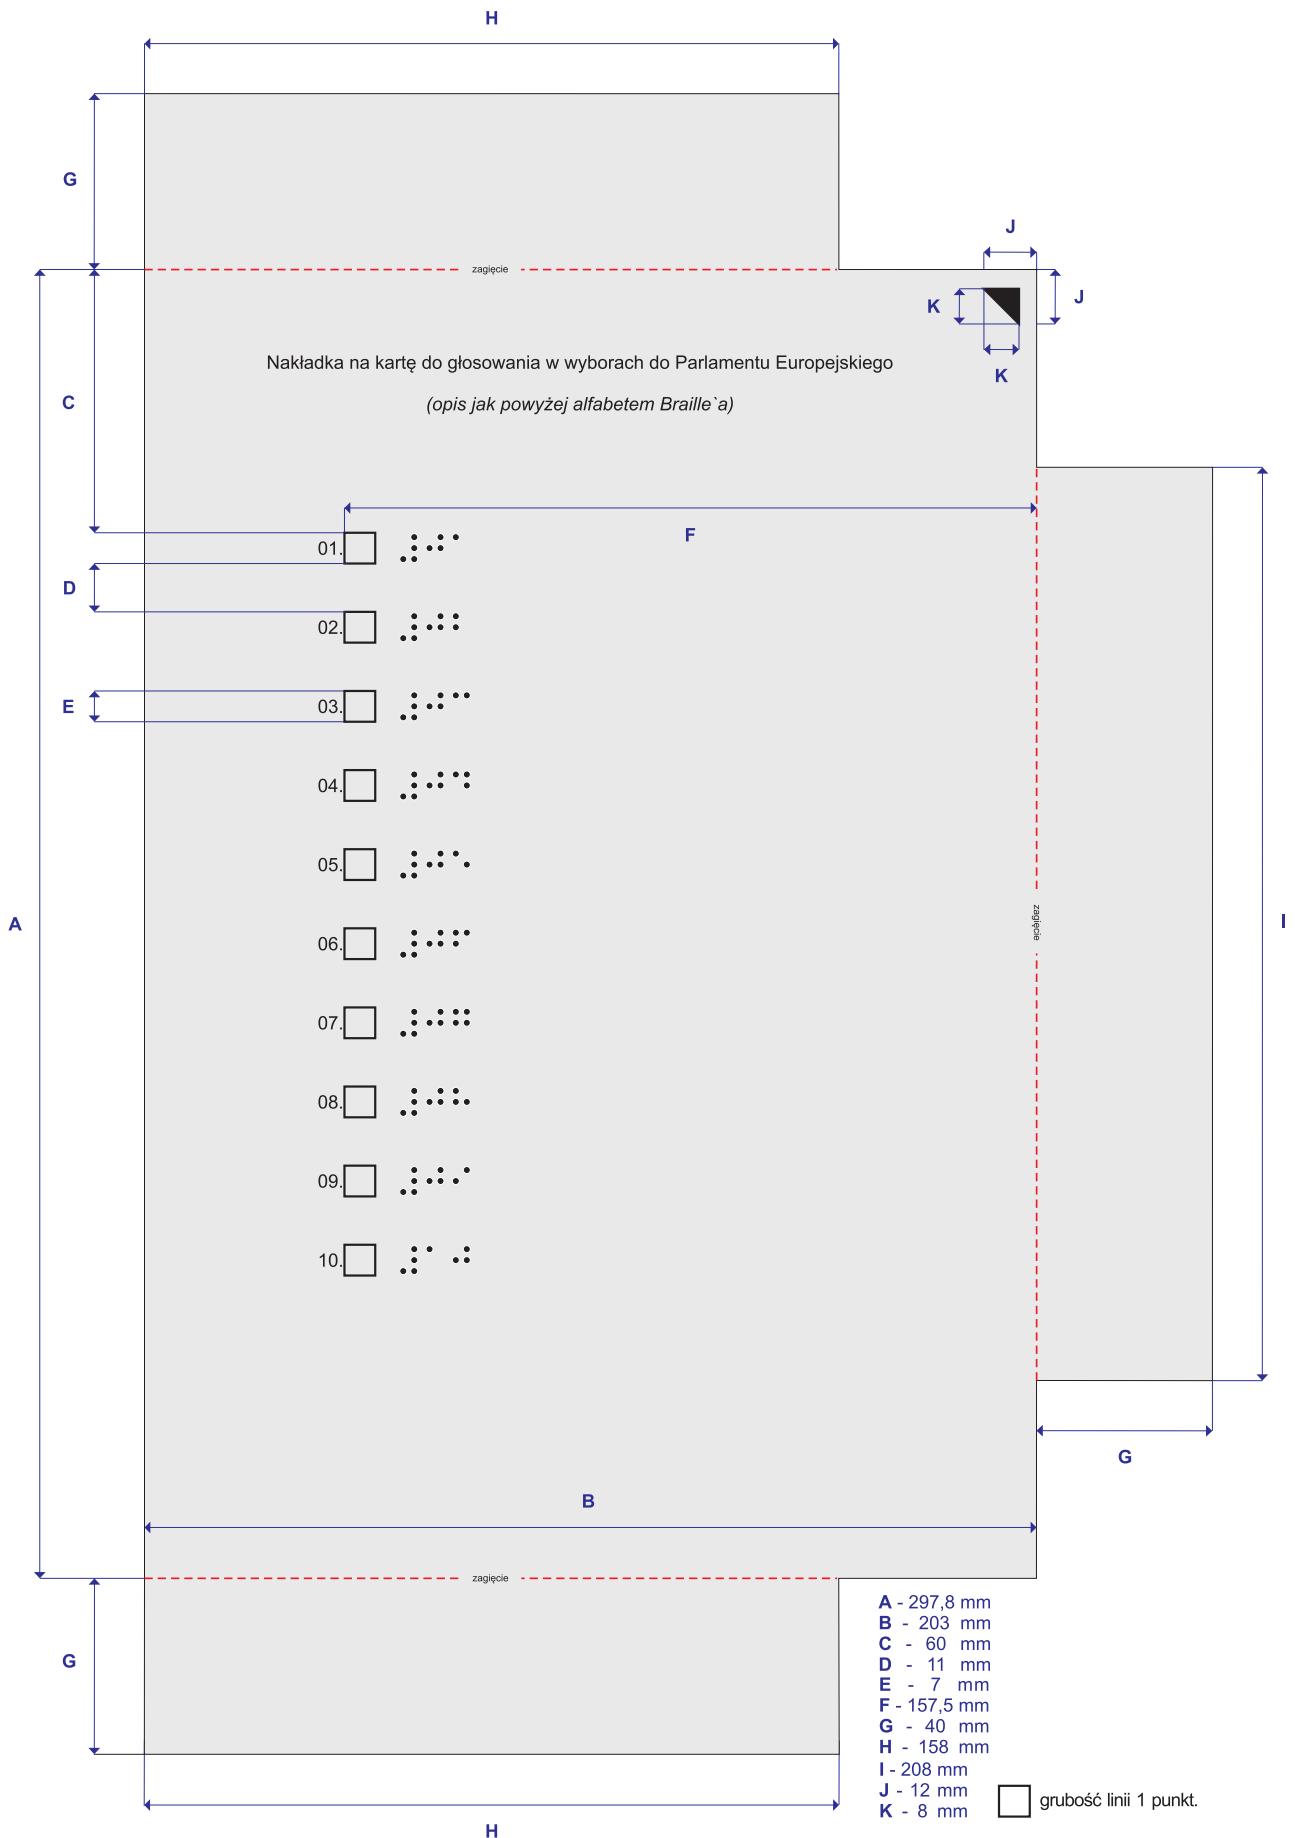 H
G
zagięcie
J
K
J
Nakładka na kartę do głosowania w wyborach do Parlamentu Europejskiego
K
C
(opis jak powyżej alfabetem Braille`a)
F
01. ⠠⠼⠚⠁
D
02. ⠠⠼⠚⠃
E
03. ⠠⠼⠚⠉
04. ⠠⠼⠚⠙
05. ⠠⠼⠚⠑
A
zagięcie
I
06. ⠠⠼⠚⠋
07. ⠠⠼⠚⠛
08. ⠠⠼⠚⠓
09. ⠠⠼⠚⠊
10. ⠠⠼⠁⠚
G
B
zagięcie
A - 297,8 mm
B - 203 mm
C - 60 mm
G
D - 11 mm
E - 7 mm
F - 157,5 mm
G - 40 mm
H - 158 mm
I - 208 mm
J - 12 mm
grubość linii 1 punkt.
K - 8 mm
H